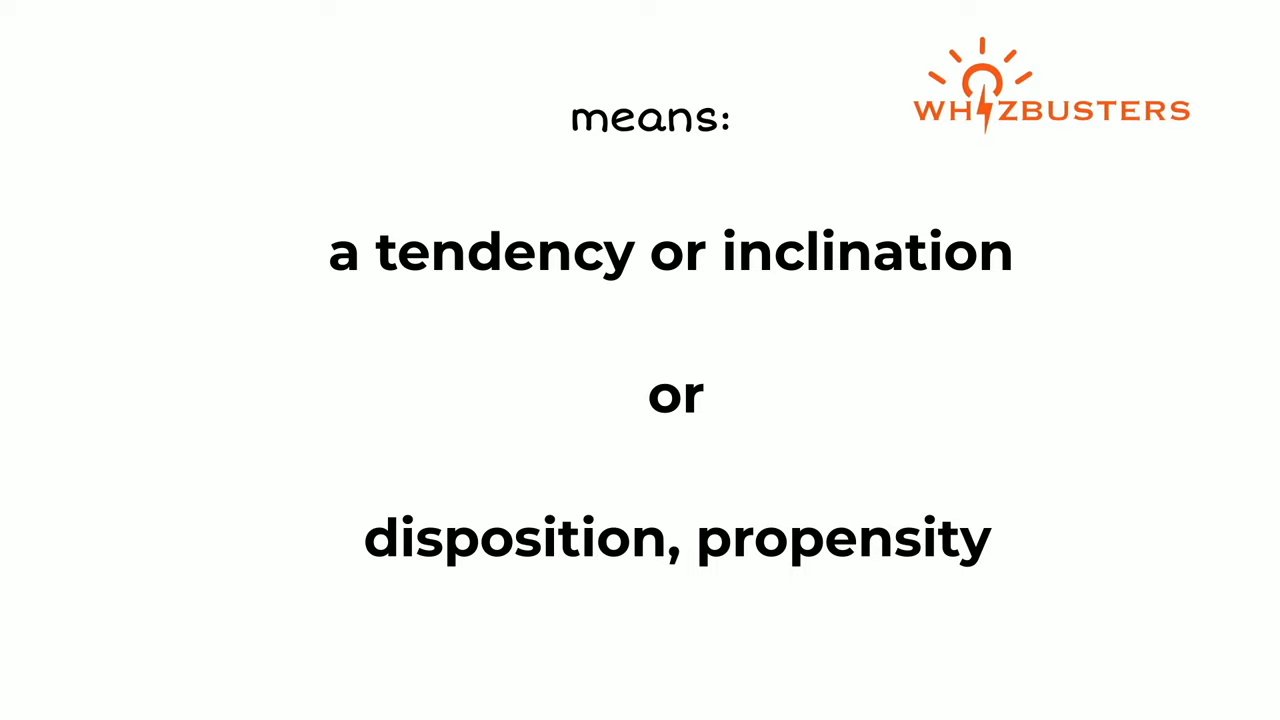 WHIZBUSTERS
means:
a tendency or inclination
or
disposition, propensity